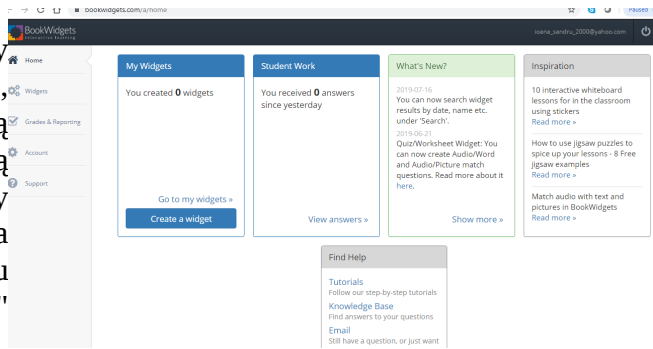 bookwidgets.com/a/home
Paused
BookWidgets
Interactive Learning
ioana_sandru_2000@yahoo.com
Home
Widgets
Grades & Reporting
Account
Support
My Widgets
You created 0 widgets
Go to my widgets »
Create a widget
Student Work
You received 0 answers
since yesterday
View answers »
What's New?
2019-07-16
You can now search widget
results by date, name etc.
under 'Search'.
2019-06-21
Quiz/Worksheet Widget: You
can now create Audio/Word
and Audio/Picture match
questions. Read more about it
here.
Show more »
Inspiration
10 interactive whiteboard
lessons for in the classroom
using stickers
Read more »
How to use jigsaw puzzles to
spice up your lessons - 8 Free
jigsaw examples
Read more »
Match audio with text and
pictures in BookWidgets
Read more »
Find Help
Tutorials
Follow our step-by-step tutorials
Knowledge Base
Find answers to your questions
Email
Still have a question, or just want